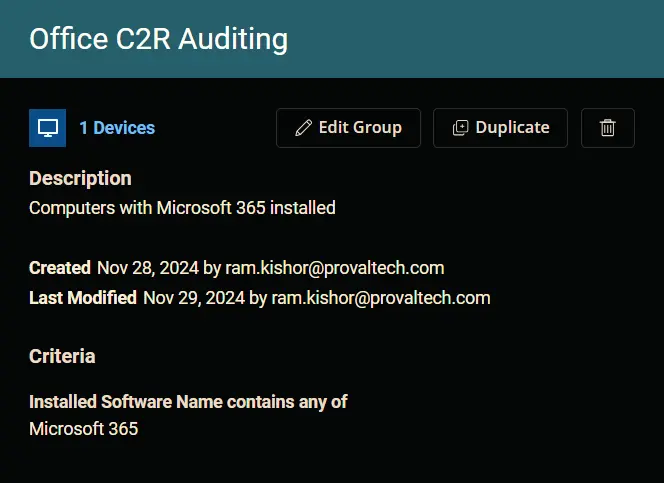 Office C2R Auditing
1 Devices
Edit Group
Duplicate
Description
Computers with Microsoft 365 installed
Created Nov 28, 2024 by ram.kishor@provaltech.com
Last Modified Nov 29, 2024 by ram.kishor@provaltech.com
Criteria
Installed Software Name contains any of
Microsoft 365